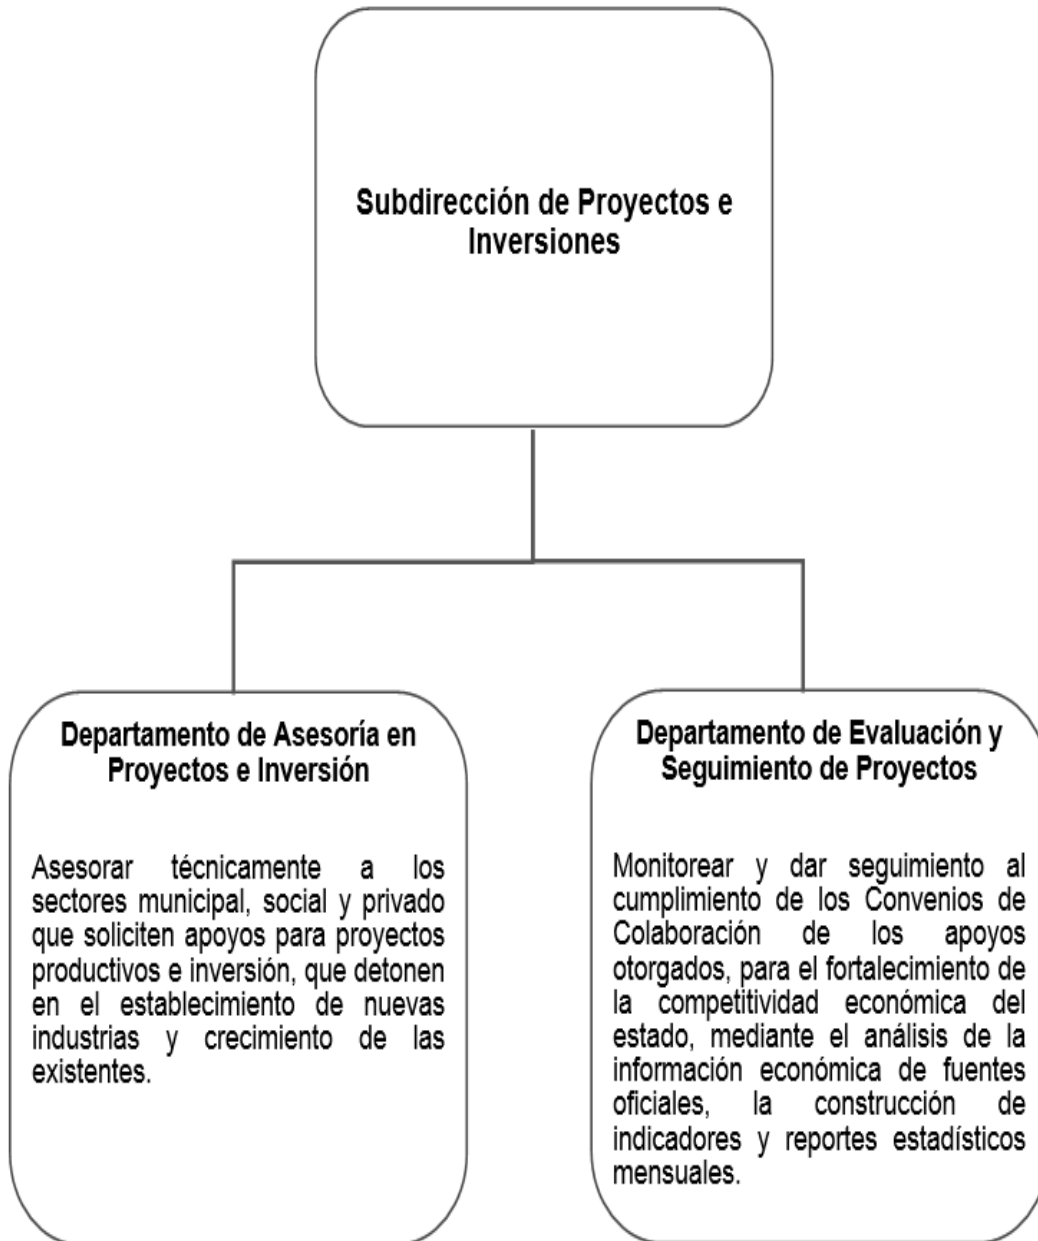 Subdirección de Proyectos e
Inversiones
Departamento de Asesoría en
Proyectos e Inversión
Asesorar técnicamente a los
sectores municipal, social y privado
que soliciten apoyos para proyectos
productivos e inversión, que detonen
en el establecimiento de nuevas
industrias y crecimiento de las
existentes.
Departamento de Evaluación y
Seguimiento de Proyectos
Monitorear y dar seguimiento al
cumplimiento de los Convenios de
Colaboración de los apoyos
otorgados, para el fortalecimiento de
la competitividad económica del
estado, mediante el análisis de la
información económica de fuentes
oficiales, la construcción de
indicadores y reportes estadísticos
mensuales.